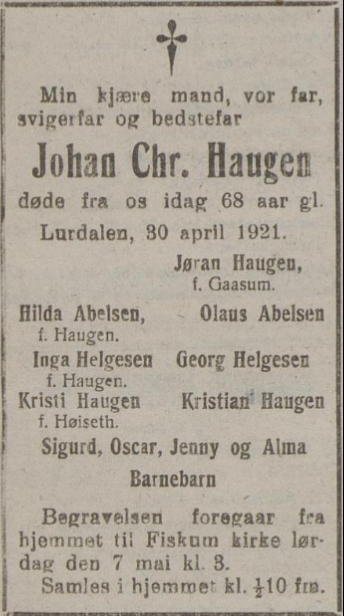 Min kjære mand, vor far,
svigerfar og bedstefar
Johan Chr. Haugen
døde fra os idag 68 aar gl.
Lurdalen, 30 april 1921.
Jøran Haugen,
f. Gaasum.
Hilda Abelsen, Olaus Abelsen
f. Haugen.
Inga Helgesen Georg Helgesen
f. Haugen.
Kristi Haugen Kristian Haugen
f. Høiseth.
Sigurd, Oscar, Jenny og Alma
Barnebarn
Begravelsen foregaar fra
hjemmet til Fiskum kirke lør-
dag den 7 mai kl. 3.
Samles i hjemmet kl. ½10 fm.